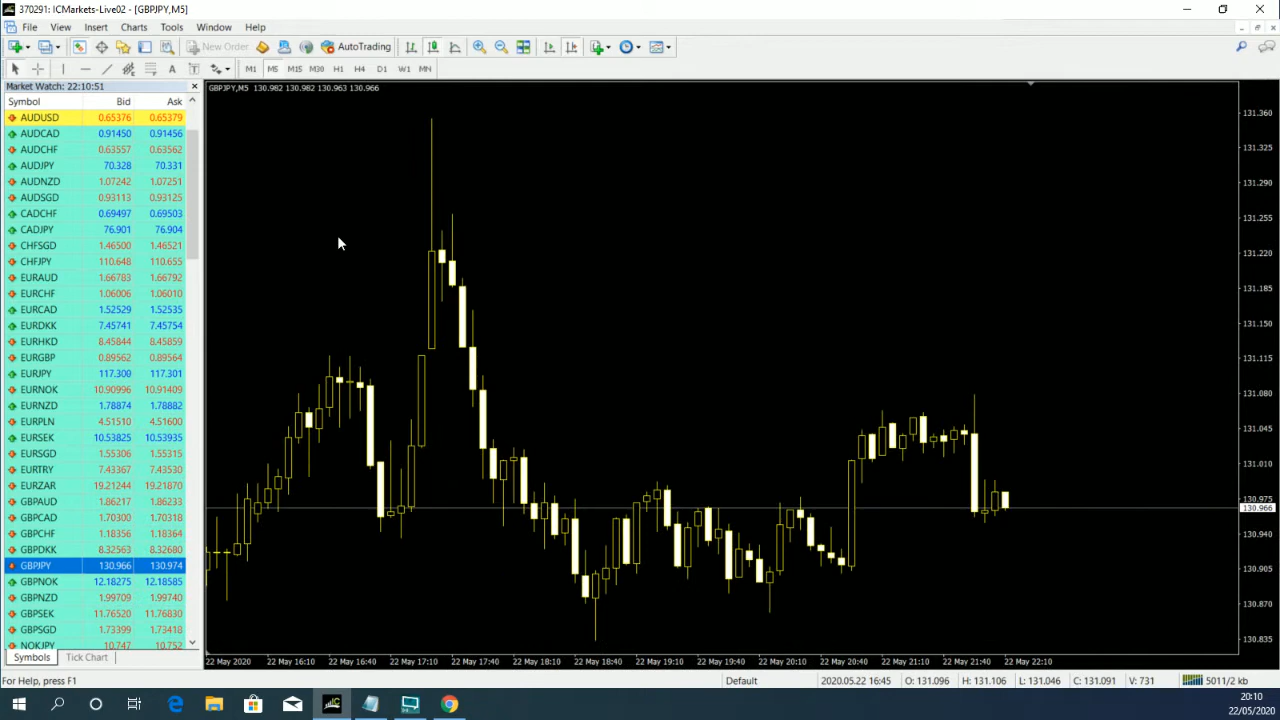 370291: ICMarkets-Live02 - [GBPJPY,M5]
File View Insert Charts Tools Window Help
New Order AutoTrading
M1 M5 M15 M30 H1 H4 D1 W1 MN
Market Watch: 22:10:51
Symbol Bid Ask
AUDUSD 0.65376 0.65379
AUDCAD 0.91450 0.91456
AUDCHF 0.63557 0.63562
AUDJPY 70.328 70.331
AUDNZD 1.07242 1.07251
AUDSGD 0.93113 0.93125
CADCHF 0.69497 0.69503
CADJPY 76.901 76.904
CHFSGD 1.46500 1.46521
CHFJPY 110.648 110.655
EURAUD 1.66783 1.66792
EURCHF 1.06006 1.06010
EURCAD 1.52529 1.52535
EURDKK 7.45741 7.45754
EURHKD 8.45844 8.45859
EURGBP 0.89562 0.89564
EURJPY 117.300 117.301
EURNOK 10.90996 10.91409
EURNZD 1.78874 1.78882
EURPLN 4.51510 4.51600
EURSEK 10.53825 10.53935
EURSGD 1.55306 1.55315
EURTRY 7.43367 7.43530
EURZAR 19.21244 19.21870
GBPAUD 1.86217 1.86233
GBPCAD 1.70300 1.70318
GBPCHF 1.18356 1.18364
GBPDKK 8.32563 8.32680
GBPJPY 130.966 130.974
GBPNOK 12.18275 12.18585
GBPNZD 1.99709 1.99740
GBPSEK 11.76520 11.76830
GBPSGD 1.73399 1.73418
NOKJPY 10.747 10.752
Symbols Tick Chart
GBPJPY,M5 130.982 130.982 130.963 130.966
131.360
131.325
131.290
131.255
131.220
131.185
131.150
131.115
131.080
131.045
131.010
130.975
130.966
130.940
130.905
130.870
130.835
22 May 2020 22 May 16:10 22 May 16:40 22 May 17:10 22 May 17:40 22 May 18:10 22 May 18:40 22 May 19:10 22 May 19:40 22 May 20:10 22 May 20:40 22 May 21:10 22 May 21:40 22 May 22:10
For Help, press F1 Default 2020.05.22 16:45 O: 131.096 H: 131.106 L: 131.046 C: 131.091 V: 731 5011/2 kb
20:10
22/05/2020